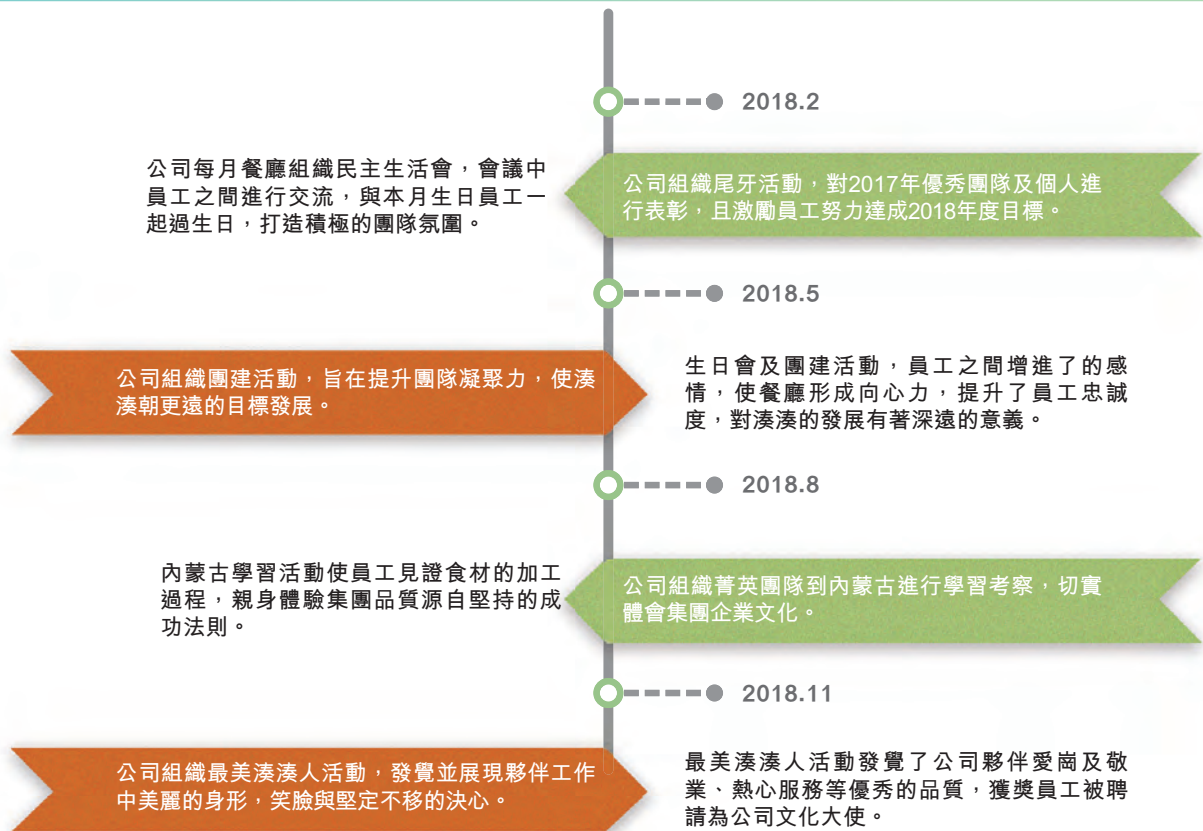 2018.2
公司每月餐廳組織民主生活會，會議中
員工之間進行交流，與本月生日員工一
起過生日，打造積極的團隊氛圍。
公司組織尾牙活動，對2017年優秀團隊及個人進
行表彰，且激勵員工努力達成2018年度目標。
2018.5
公司組織團建活動，旨在提升團隊凝聚力，使湊
湊朝更遠的目標發展。
生日會及團建活動，員工之間增進了的感
情，使餐廳形成向心力，提升了員工忠誠
度，對湊湊的發展有著深遠的意義。
2018.8
內蒙古學習活動使員工見證食材的加工
過程，親身體驗集團品質源自堅持的成
功法則。
公司組織菁英團隊到內蒙古進行學習考察，切實
體會集團企業文化。
2018.11
公司組織最美湊湊人活動，發覺並展現夥伴工作
中美麗的身形，笑臉與堅定不移的決心。
最美湊湊人活動發覺了公司夥伴愛崗及敬
業、熱心服務等優秀的品質，獲獎員工被聘
請為公司文化大使。